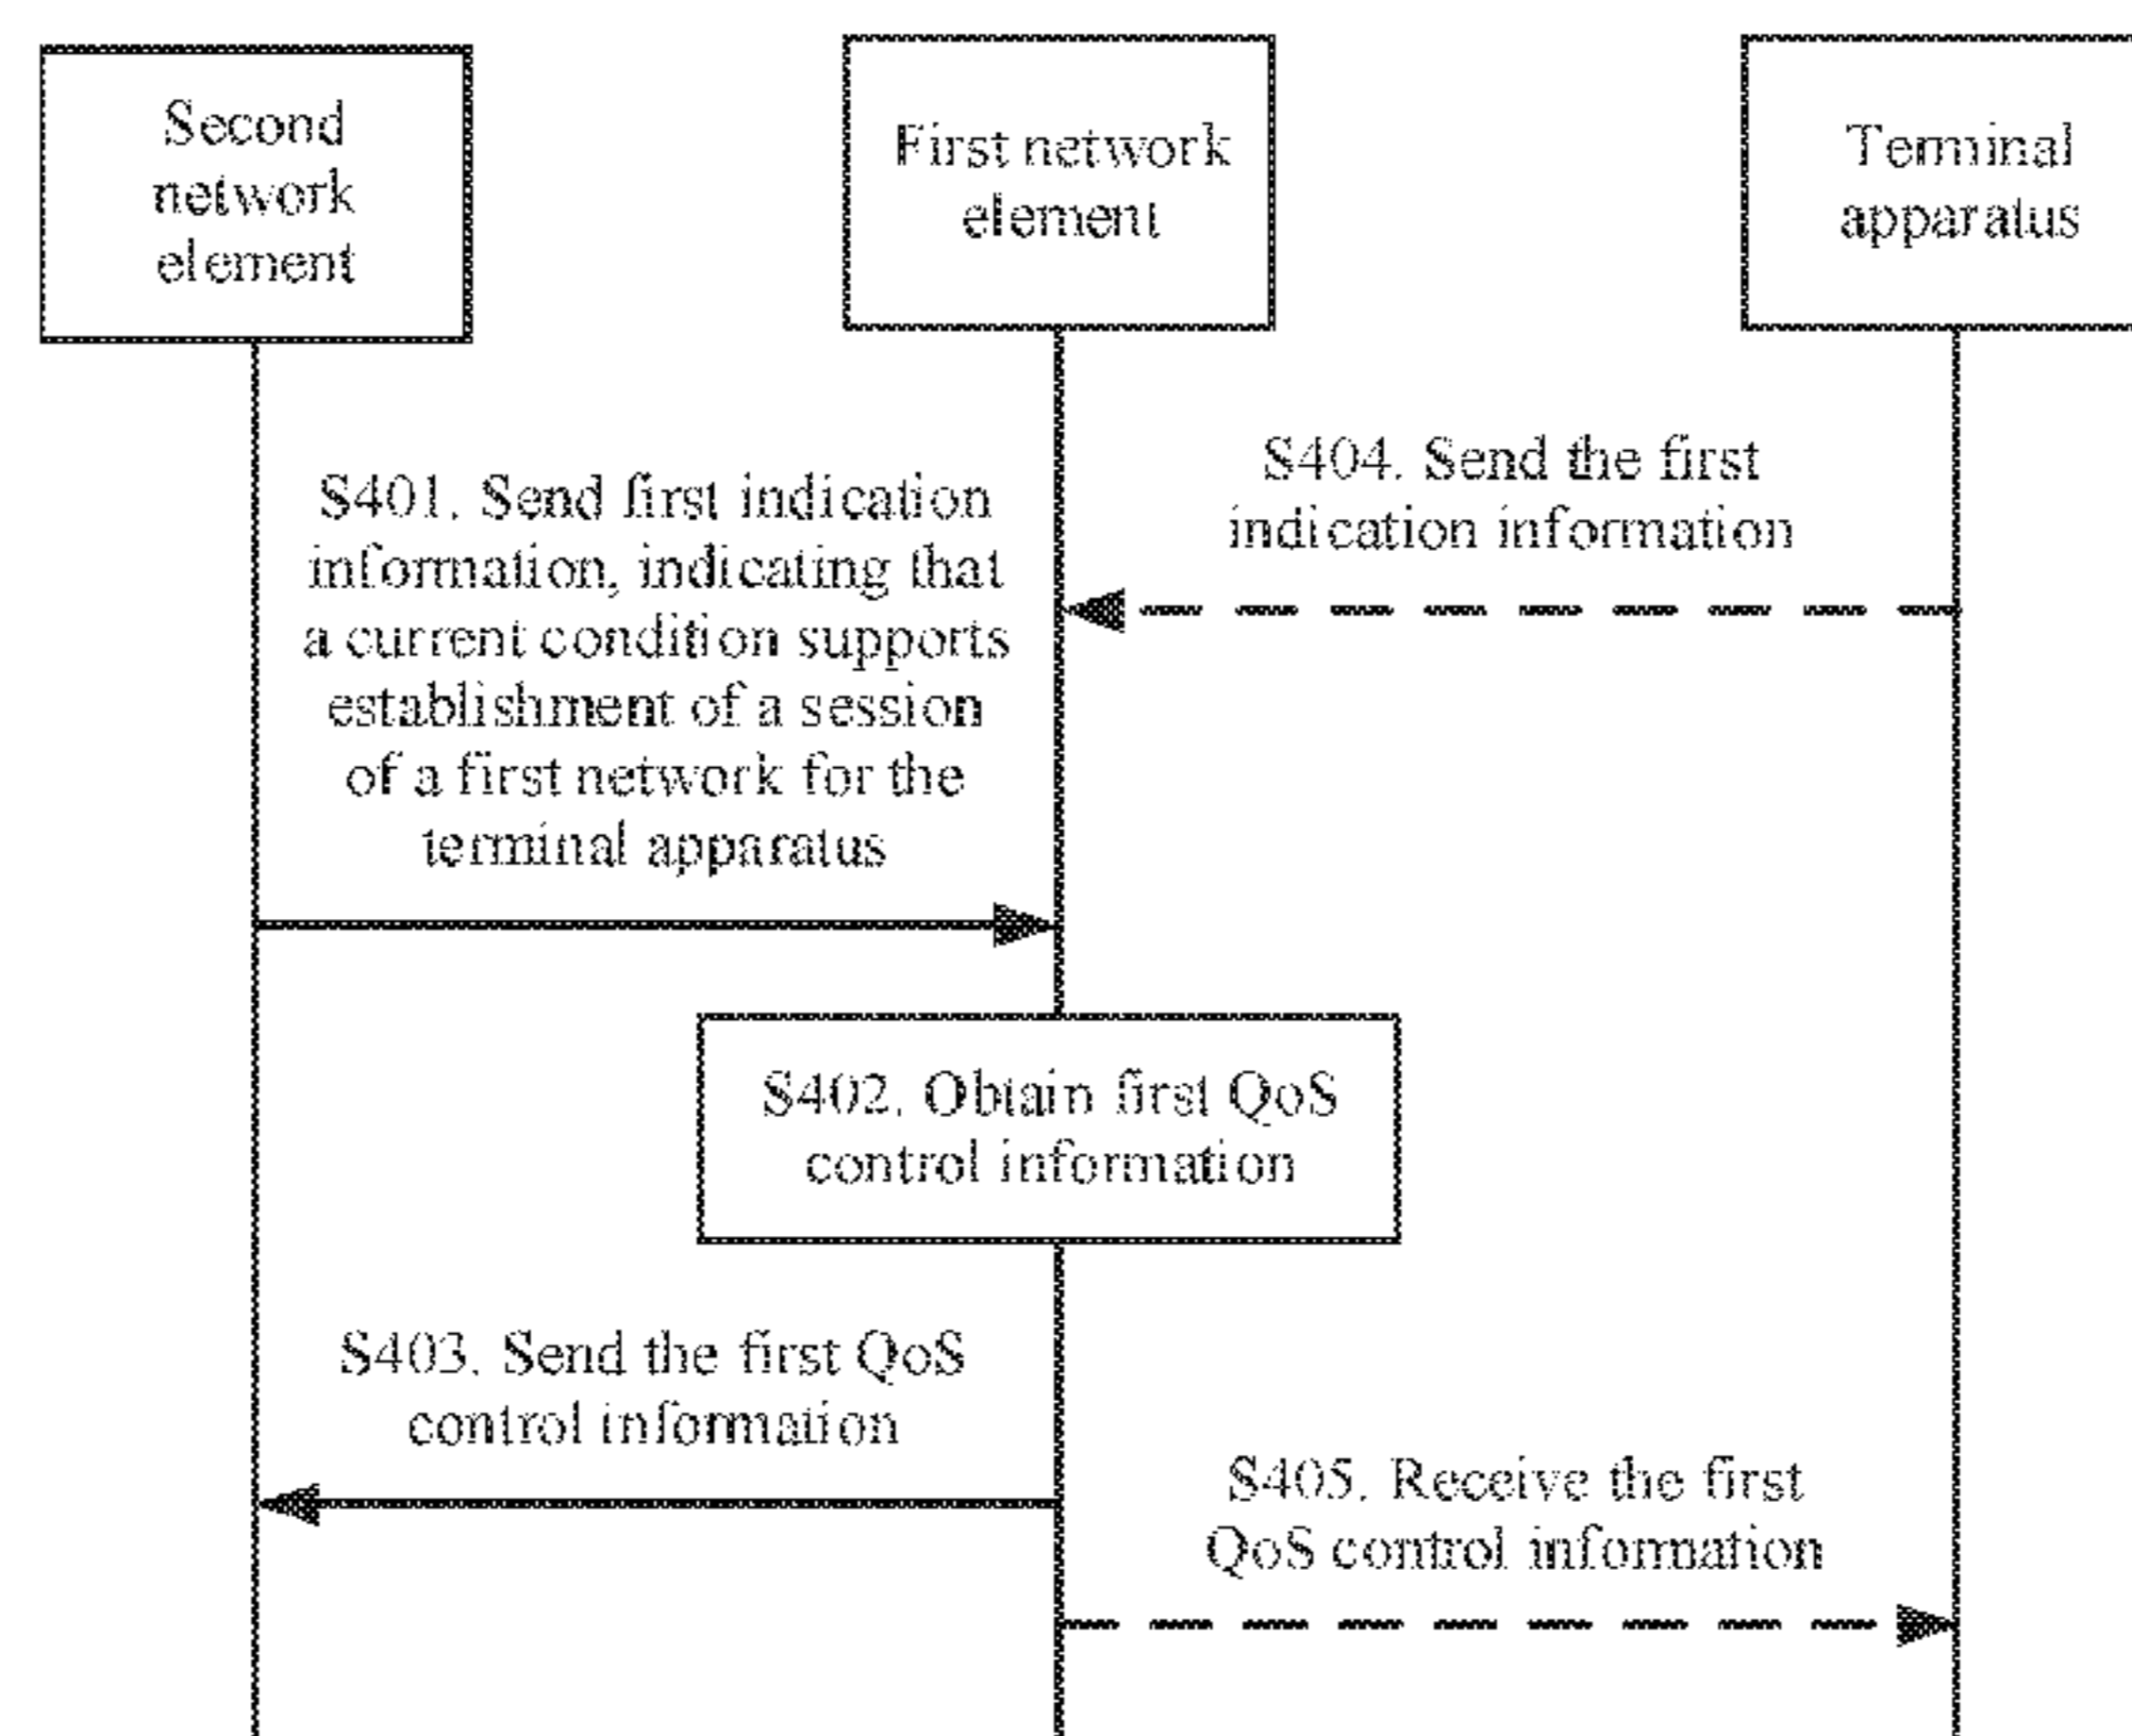 Second
network
element
First network
element
Terminal
apparatus
S404. Send the first
indication information
S401. Send first indication
information, indicating that
a current condition supports
establishment of a session
of a first network for the
terminal apparatus
S402. Obtain first QoS
control information
S403. Send the first QoS
control information
S405. Receive the first
QoS control information